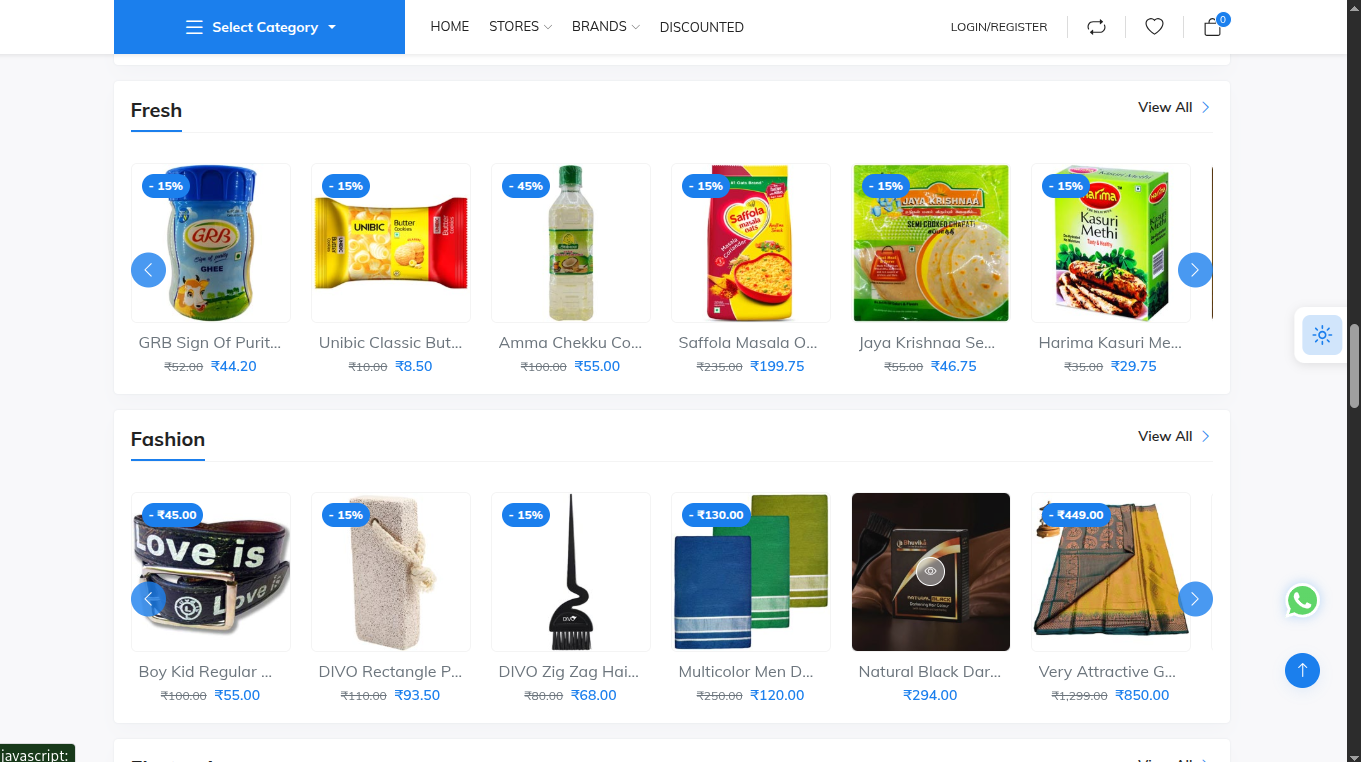 Select Category
HOME
STORES
BRANDS
DISCOUNTED
LOGIN/REGISTER
0
Fresh
View All
- 15%
- 15%
- 45%
- 15%
- 15%
- 15%
GRB
GHEE
UNIBIC
Butter
Cookies
Saffola
masala
oats
JAYA KRISHNAA
SEMI COOKED CHAPATI
Harima
Kasuri
Methi
GRB Sign Of Purit...
Unibic Classic But...
Amma Chekku Co...
Saffola Masala O...
Jaya Krishnaa Se...
Harima Kasuri Me...
₹52.00 ₹44.20
₹10.00 ₹8.50
₹100.00 ₹55.00
₹235.00 ₹199.75
₹55.00 ₹46.75
₹35.00 ₹29.75
Fashion
View All
- ₹45.00
- 15%
- 15%
- ₹130.00
- ₹449.00
Love is
Love is
DIVO
Dhuvika
NATURAL BLACK
Boy Kid Regular ...
DIVO Rectangle P...
DIVO Zig Zag Hai...
Multicolor Men D...
Natural Black Dar...
Very Attractive G...
₹100.00 ₹55.00
₹110.00 ₹93.50
₹80.00 ₹68.00
₹250.00 ₹120.00
₹294.00
₹1,299.00 ₹850.00
javascript: